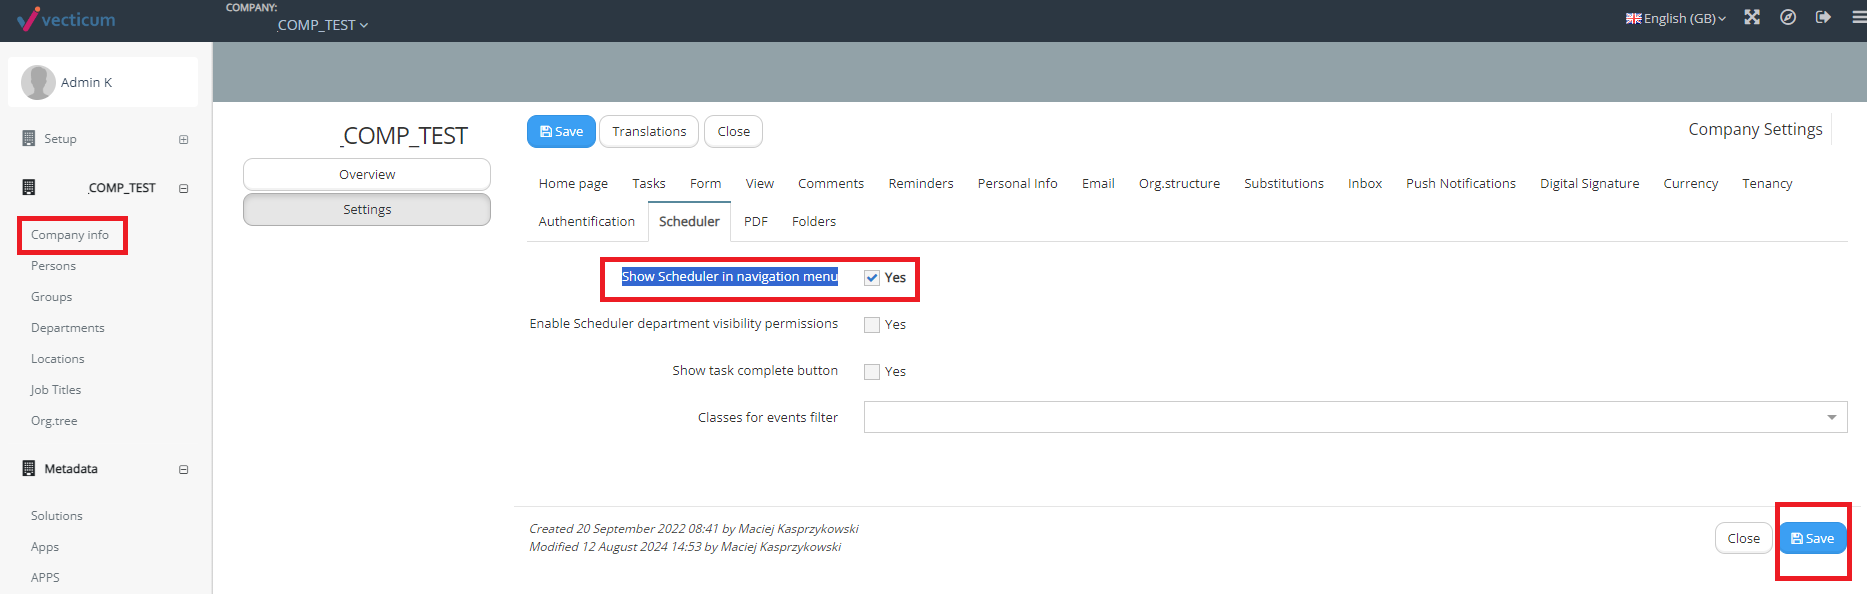 vecticum
COMPANY:
_COMP_TEST
English (GB)
Admin K
Setup
_COMP_TEST
Company info
Persons
Groups
Departments
Locations
Job Titles
Org.tree
Metadata
Solutions
Apps
APPS
_COMP_TEST
Overview
Settings
Save Translations Close
Company Settings
Home page Tasks Form View Comments Reminders Personal Info Email Org.structure Substitutions Inbox Push Notifications Digital Signature Currency Tenancy
Authentification Scheduler PDF Folders
Show Scheduler in navigation menu Yes
Enable Scheduler department visibility permissions Yes
Show task complete button Yes
Classes for events filter
Created 20 September 2022 08:41 by Maciej Kasprzykowski
Modified 12 August 2024 14:53 by Maciej Kasprzykowski
Close Save